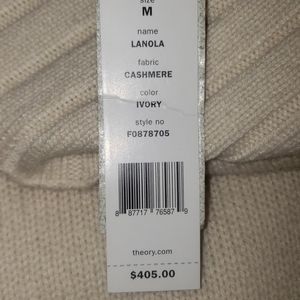 size
M
name
LANOLA
fabric
CASHMERE
color
IVORY
style no
F0878705
8 87717 76587 9
theory.com
$405.00